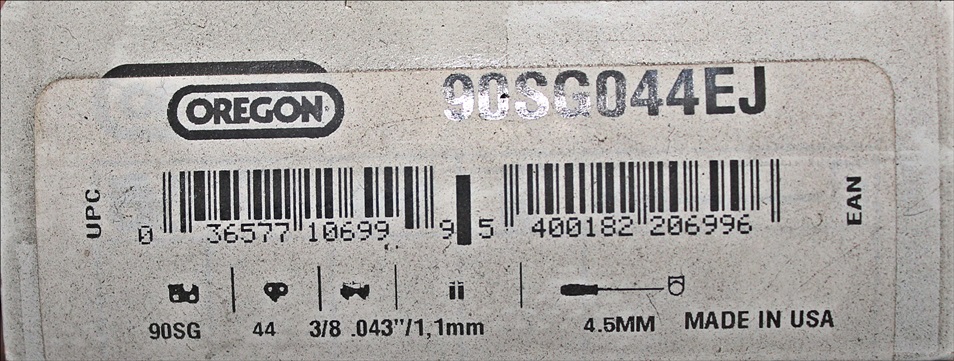 OREGON
90SG044EJ
UPC
0 36577 10699 9
5 400182 206996
EAN
90SG 44 3/8 .043"/1,1mm 4.5MM MADE IN USA